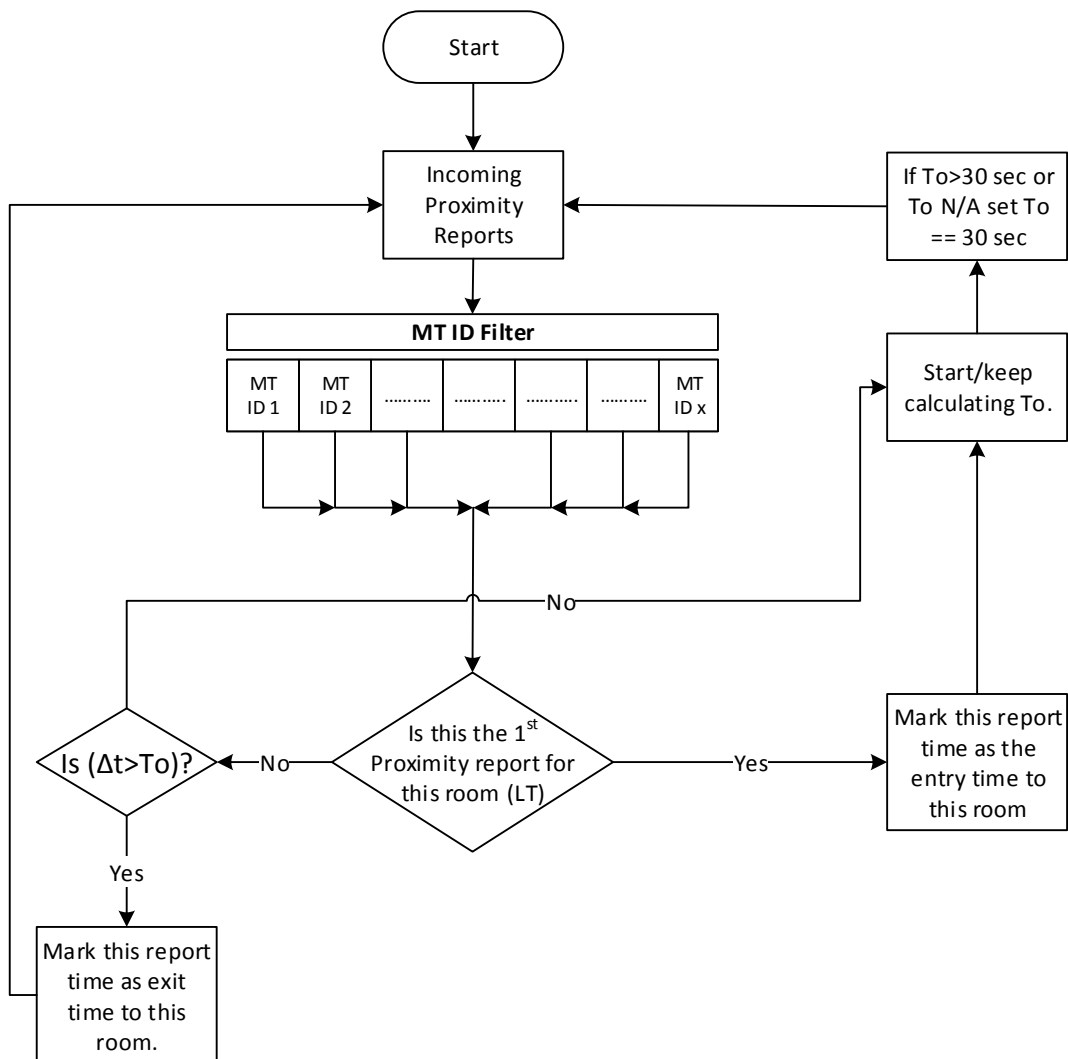 Start
Incoming
Proximity
Reports
If To>30 sec or
To N/A set To
== 30 sec
MT ID Filter
MT
ID 1
MT
ID 2
..........
...........
...........
..........
MT
ID x
Start/keep
calculating To.
No
Is (Δt>To)?
No
Is this the 1st
Proximity report for
this room (LT)
Yes
Mark this report
time as the
entry time to
this room
Yes
Mark this report
time as exit
time to this
room.